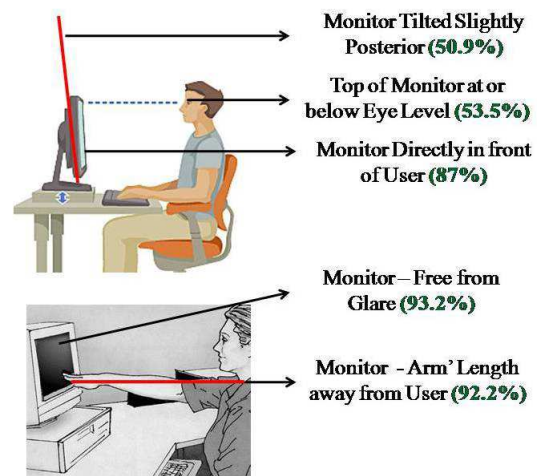 Monitor Tilted Slightly
Posterior (50.9%)
Top of Monitor at or
below Eye Level (53.5%)
Monitor Directly in front
of User (87%)
Monitor – Free from
Glare (93.2%)
Monitor - Arm' Length
away from User (92.2%)